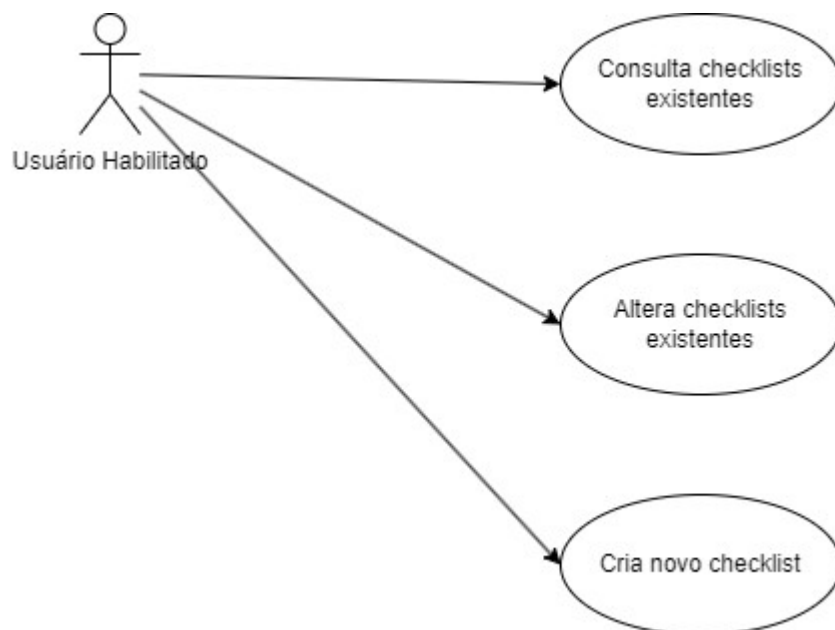 Consulta checklists
existentes
Usuário Habilitado
Altera checklists
existentes
Cria novo checklist